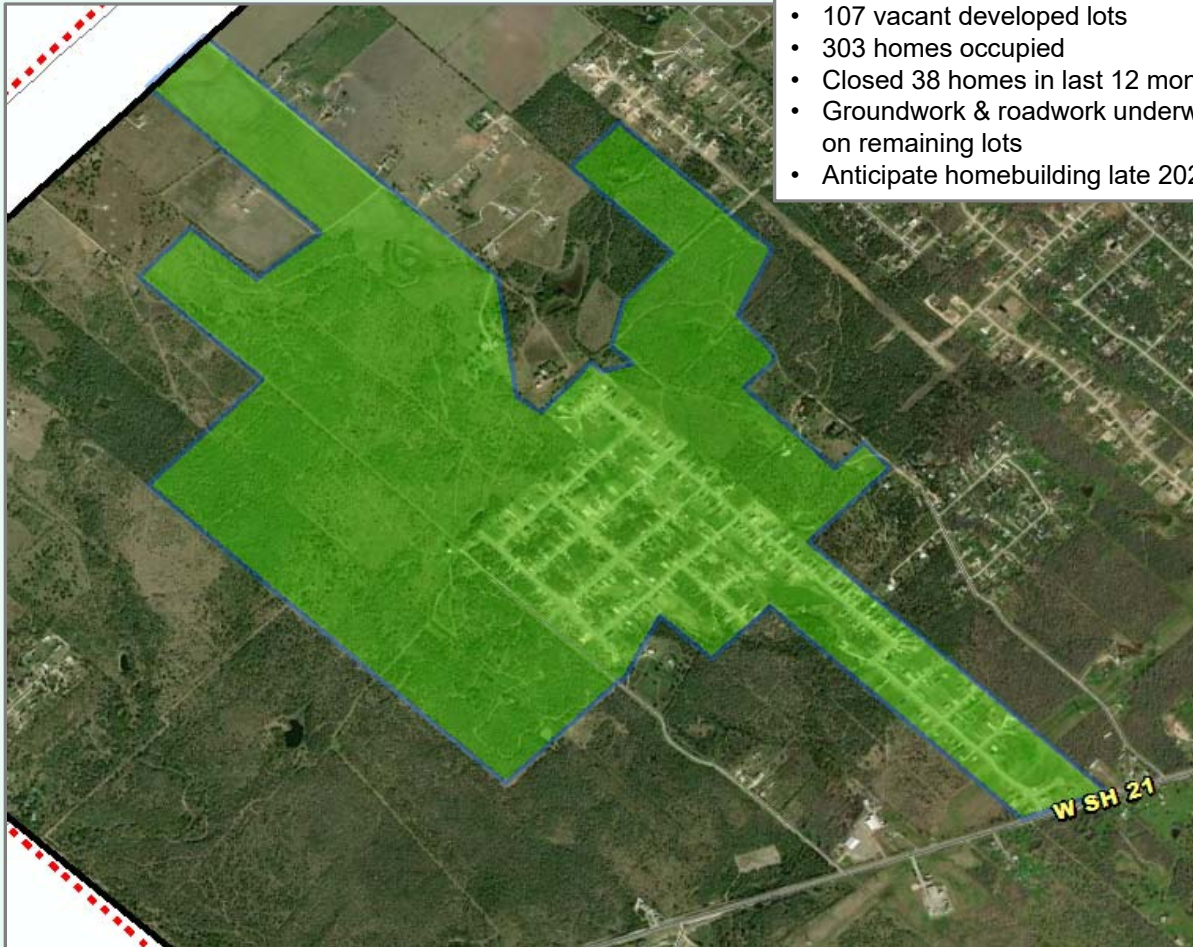 • 107 vacant developed lots
• 303 homes occupied
• Closed 38 homes in last 12
• Groundwork & roadwork
on remaining lots
• Anticipate homebuilding late
W SH 21